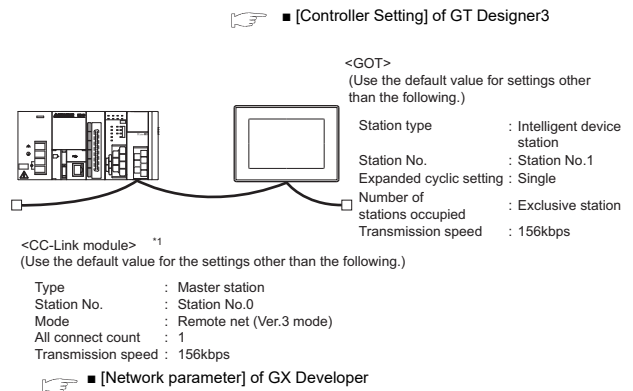 ■ [Controller Setting] of GT Designer3
<GOT>
(Use the default value for settings other
than the following.)
Station type : Intelligent device
station
Station No. : Station No.1
Expanded cyclic setting : Single
Number of
stations occupied : Exclusive station
Transmission speed : 156kbps
<CC-Link module> *1
(Use the default value for the settings other than the following.)
Type : Master station
Station No. : Station No.0
Mode : Remote net (Ver.3 mode)
All connect count : 1
Transmission speed : 156kbps
■ [Network parameter] of GX Developer